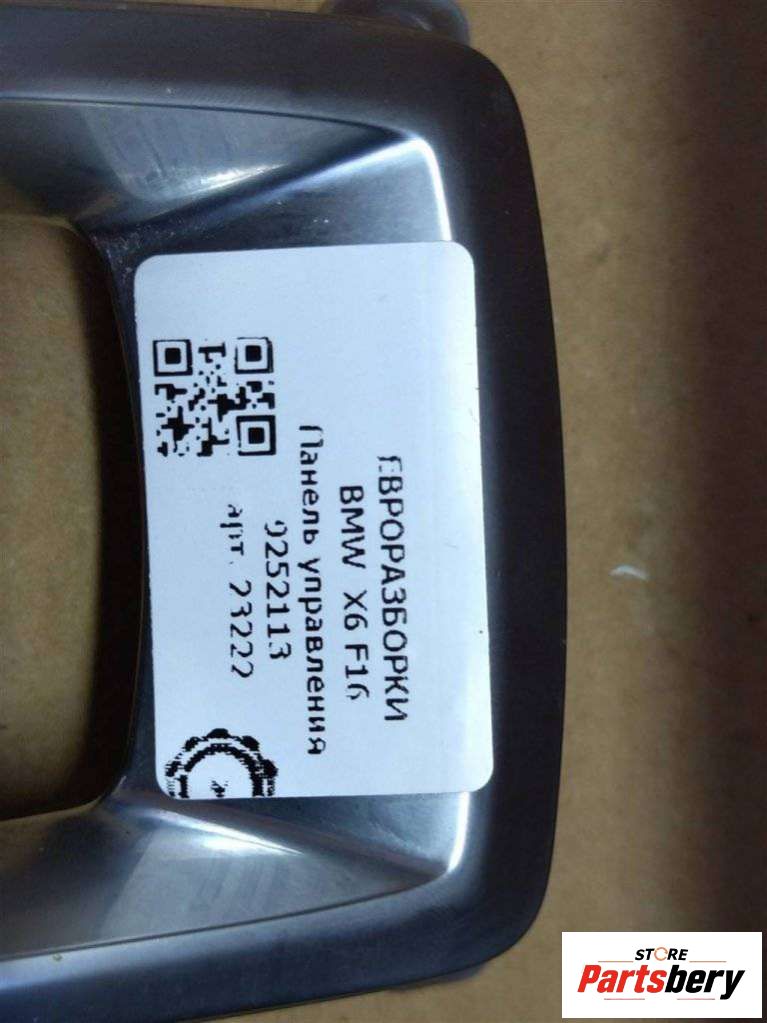 ЕВРОРАЗБОРКИ
BMW X6 F16
Панель управления
9252113
арт. 23222
STORE
Partsbery